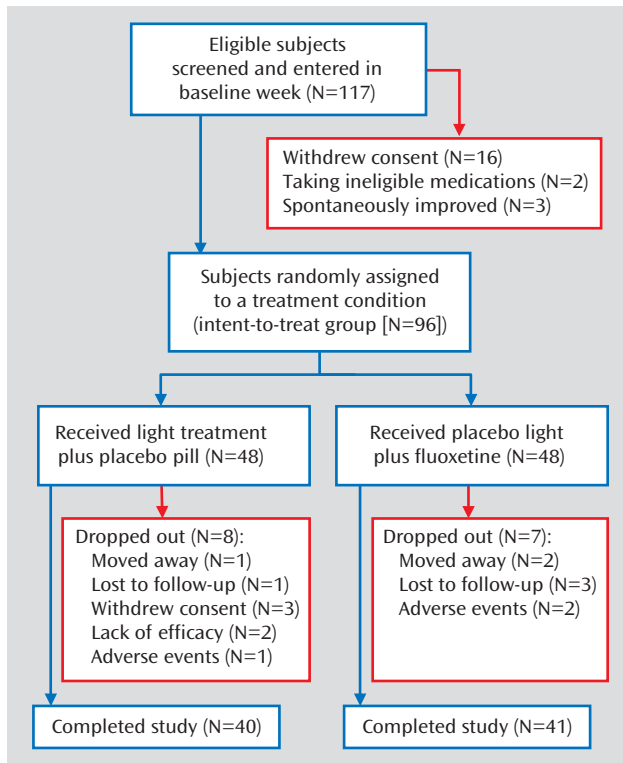 Eligible subjects
screened and entered in
baseline week (N=117)
Withdrew consent (N=16)
Taking ineligible medications (N=2)
Spontaneously improved (N=3)
Subjects randomly assigned
to a treatment condition
(intent-to-treat group [N=96])
Received light treatment
plus placebo pill (N=48)
Received placebo light
plus fluoxetine (N=48)
Dropped out (N=8):
Moved away (N=1)
Lost to follow-up (N=1)
Withdrew consent (N=3)
Lack of efficacy (N=2)
Adverse events (N=1)
Dropped out (N=7):
Moved away (N=2)
Lost to follow-up (N=3)
Adverse events (N=2)
Completed study (N=40)
Completed study (N=41)